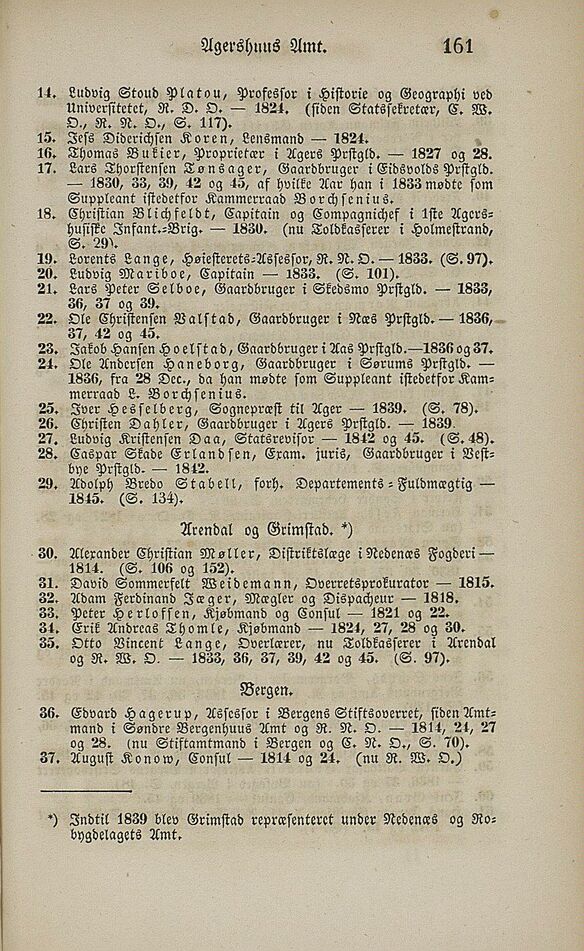 Agershuus Amt. 161
14. Ludvig Stoud Platou, Professor i Historie og Geographi ved
Universitetet, R. D. O. — 1824. (siden Statssekretær, C. W.
O., R. N. O., S. 117).
15. Jess Diderichsen Koren, Lensmand — 1824.
16. Thomas Bukier, Proprietær i Agers Prstgld. — 1827 og 28.
17. Lars Thorstensen Tønsager, Gaardbruger i Eidsvolds Prstgld.
— 1830, 33, 39, 42 og 45, af hvilke Aar han i 1833 mødte som
Suppleant istedetfor Kammerraad Borchsenius.
18. Christian Blichfeldt, Capitain og Compagnichef i 1ste Agers-
husiske Infant.-Brig. — 1830. (nu Toldkasserer i Holmestrand,
S. 29).
19. Lorents Lange, Høiesterets-Assessor, R. N. O. — 1833. (S. 97).
20. Ludvig Mariboe, Capitain — 1833. (S. 101).
21. Lars Peter Selboe, Gaardbruger i Skedsmo Prstgld. — 1833,
36, 37 og 39.
22. Ole Christensen Valstad, Gaardbruger i Næs Prstgld. — 1836,
37, 42 og 45.
23. Jakob Hansen Hoelstad, Gaardbruger i Aas Prstgld. — 1836 og 37.
24. Ole Andersen Haneborg, Gaardbruger i Sørums Prstgld. —
1836, fra 28 Dec., da han mødte som Suppleant istedetfor Kam-
merraad L. Borchsenius.
25. Iver Hesselberg, Sognepræst til Ager — 1839. (S. 78).
26. Christen Dahler, Gaardbruger i Agers Prstgld. — 1839.
27. Ludvig Kristensen Daa, Statsrevisor — 1842 og 45. (S. 48).
28. Caspar Skade Erlandsen, Exam. juris, Gaardbruger i Vest-
bye Prstgld. — 1842.
29. Adolph Bredo Stabell, forh. Departements-Fuldmægtig —
1845. (S. 134).
Arendal og Grimstad. *)
30. Alexander Christian Møller, Distriktslæge i Nedenæs Fogderi —
1814. (S. 106 og 152).
31. David Sommerfelt Weidemann, Overretsprokurator — 1815.
32. Adam Ferdinand Jæger, Mægler og Dispacheur — 1818.
33. Peter Herlofsen, Kjøbmand og Consul — 1821 og 22.
34. Erik Andreas Thomle, Kjøbmand — 1824, 27, 28 og 30.
35. Otto Vincent Lange, Overlærer, nu Toldkasserer i Arendal
og R. W. O. — 1833, 36, 37, 39, 42 og 45. (S. 97).
Bergen.
36. Edvard Hagerup, Assessor i Bergens Stiftsoverret, siden Amt-
mand i Søndre Bergenhuus Amt og R. N. O. — 1814, 24, 27
og 28. (nu Stiftamtmand i Bergen og C. N. O., S. 70).
37. August Konow, Consul — 1814 og 24. (nu R. W. O.)
*) Indtil 1839 blev Grimstad repræsenteret under Nedenæs og Ro-
bygdelagets Amt.